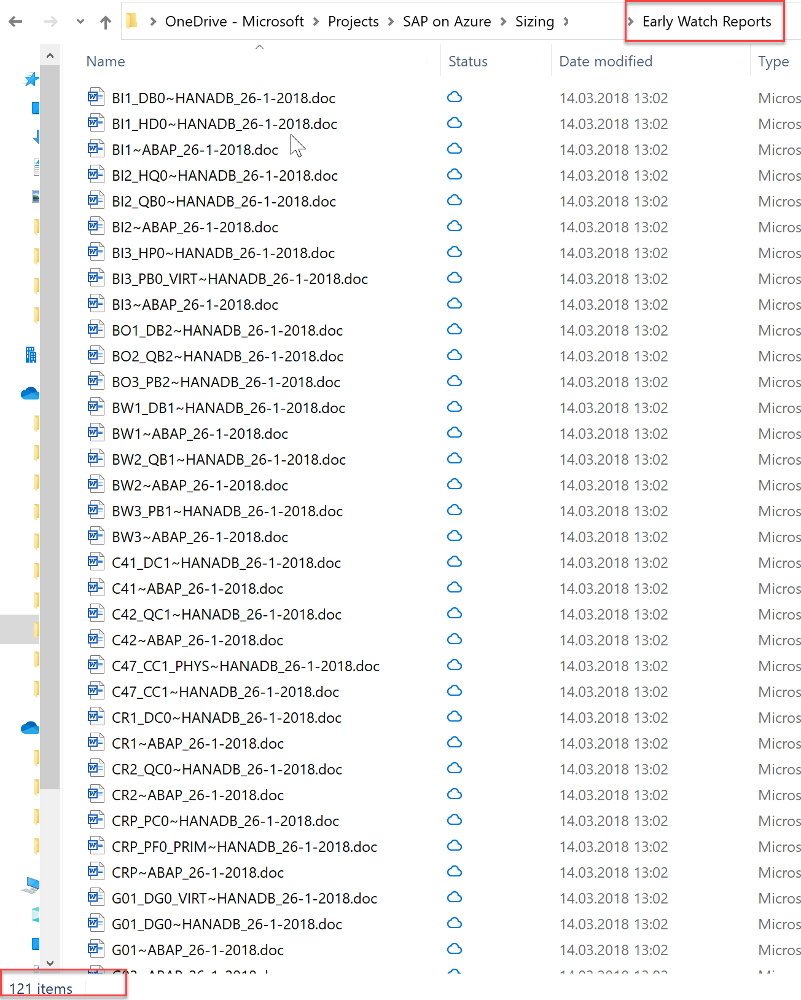 OneDrive - Microsoft > Projects > SAP on Azure > Sizing > > Early Watch Reports
Name Status Date modified Type
BI1_DB0~HANADB_26-1-2018.doc 14.03.2018 13:02 Micros
BI1_HD0~HANADB_26-1-2018.doc 14.03.2018 13:02 Micros
BI1~ABAP_26-1-2018.doc 14.03.2018 13:02 Micros
BI2_HQ0~HANADB_26-1-2018.doc 14.03.2018 13:02 Micros
BI2_QB0~HANADB_26-1-2018.doc 14.03.2018 13:02 Micros
BI2~ABAP_26-1-2018.doc 14.03.2018 13:02 Micros
BI3_HP0~HANADB_26-1-2018.doc 14.03.2018 13:02 Micros
BI3_PB0_VIRT~HANADB_26-1-2018.doc 14.03.2018 13:02 Micros
BI3~ABAP_26-1-2018.doc 14.03.2018 13:02 Micros
BO1_DB2~HANADB_26-1-2018.doc 14.03.2018 13:02 Micros
BO2_QB2~HANADB_26-1-2018.doc 14.03.2018 13:02 Micros
BO3_PB2~HANADB_26-1-2018.doc 14.03.2018 13:02 Micros
BW1_DB1~HANADB_26-1-2018.doc 14.03.2018 13:02 Micros
BW1~ABAP_26-1-2018.doc 14.03.2018 13:02 Micros
BW2_QB1~HANADB_26-1-2018.doc 14.03.2018 13:02 Micros
BW2~ABAP_26-1-2018.doc 14.03.2018 13:02 Micros
BW3_PB1~HANADB_26-1-2018.doc 14.03.2018 13:02 Micros
BW3~ABAP_26-1-2018.doc 14.03.2018 13:02 Micros
C41_DC1~HANADB_26-1-2018.doc 14.03.2018 13:02 Micros
C41~ABAP_26-1-2018.doc 14.03.2018 13:02 Micros
C42_QC1~HANADB_26-1-2018.doc 14.03.2018 13:02 Micros
C42~ABAP_26-1-2018.doc 14.03.2018 13:02 Micros
C47_CC1_PHYS~HANADB_26-1-2018.doc 14.03.2018 13:02 Micros
C47_CC1~HANADB_26-1-2018.doc 14.03.2018 13:02 Micros
CR1_DC0~HANADB_26-1-2018.doc 14.03.2018 13:02 Micros
CR1~ABAP_26-1-2018.doc 14.03.2018 13:02 Micros
CR2_QC0~HANADB_26-1-2018.doc 14.03.2018 13:02 Micros
CR2~ABAP_26-1-2018.doc 14.03.2018 13:02 Micros
CRP_PC0~HANADB_26-1-2018.doc 14.03.2018 13:02 Micros
CRP_PF0_PRIM~HANADB_26-1-2018.doc 14.03.2018 13:02 Micros
CRP~ABAP_26-1-2018.doc 14.03.2018 13:02 Micros
G01_DG0_VIRT~HANADB_26-1-2018.doc 14.03.2018 13:02 Micros
G01_DG0~HANADB_26-1-2018.doc 14.03.2018 13:02 Micros
G01~ABAP_26-1-2018.doc 14.03.2018 13:02 Micros
121 items